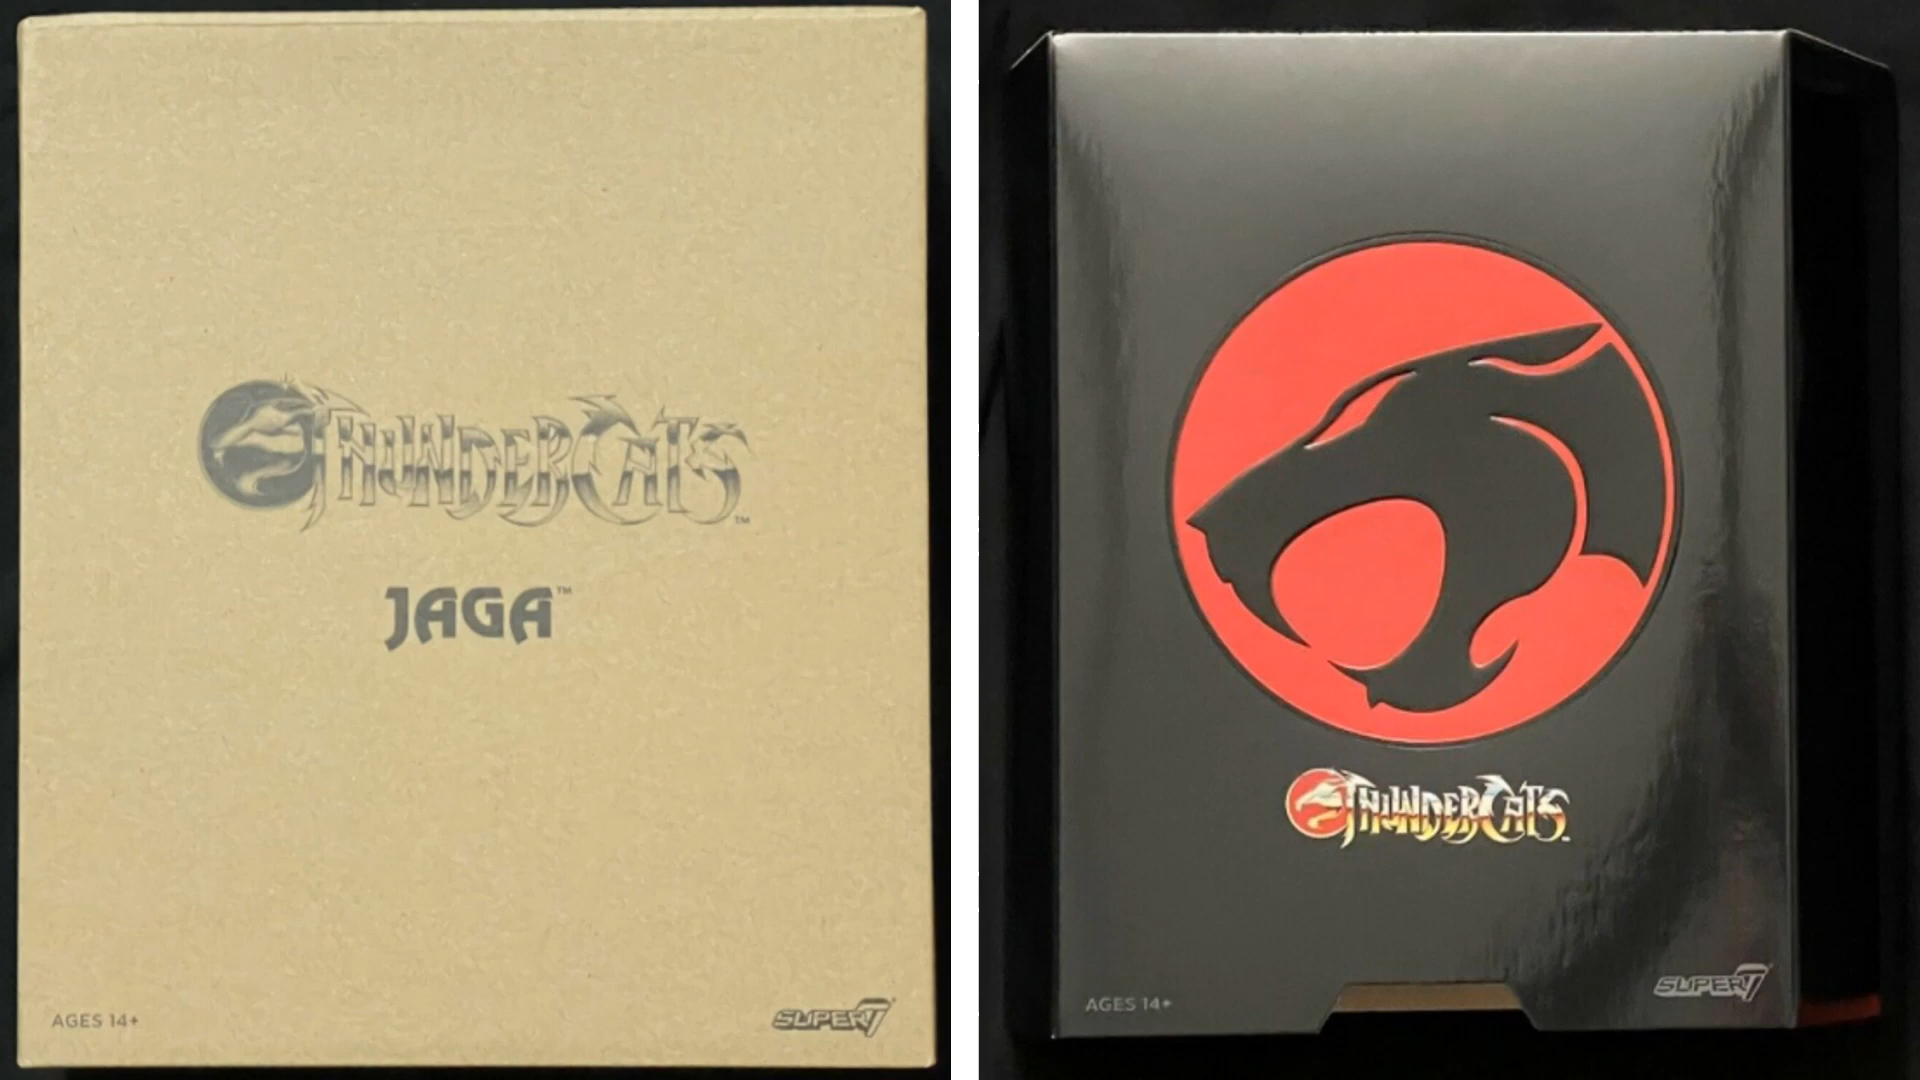 THUNDERCATS™
JAGA™
AGES 14+
SUPER7®
THUNDERCATS
AGES 14+
SUPER7